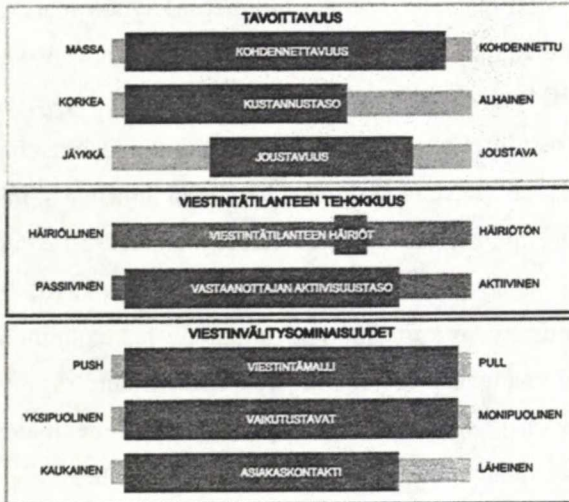 TAVOITTAVUUS
MASSA KOHDENNETTAVUUS KOHDENNETTU
KORKEA KUSTANNUSTASO ALHAINEN
JÄYKKÄ JOUSTAVUUS JOUSTAVA
VIESTINTÄTILANTEEN TEHOKKUUS
HÄIRIÖLLINEN VIESTINTÄTILANTEEN HÄIRIÖT HÄIRIÖTÖN
PASSIIVINEN VASTAANOTTAJAN AKTIIVISUUSTASO AKTIIVINEN
VIESTINVÄLITYSOMINAISUUDET
PUSH VIESTINTÄMALLI PULL
YKSIPUOLINEN VAIKUTUSTAVAT MONIPUOLINEN
KAUKAINEN ASIAKASKONTAKTI LÄHEINEN